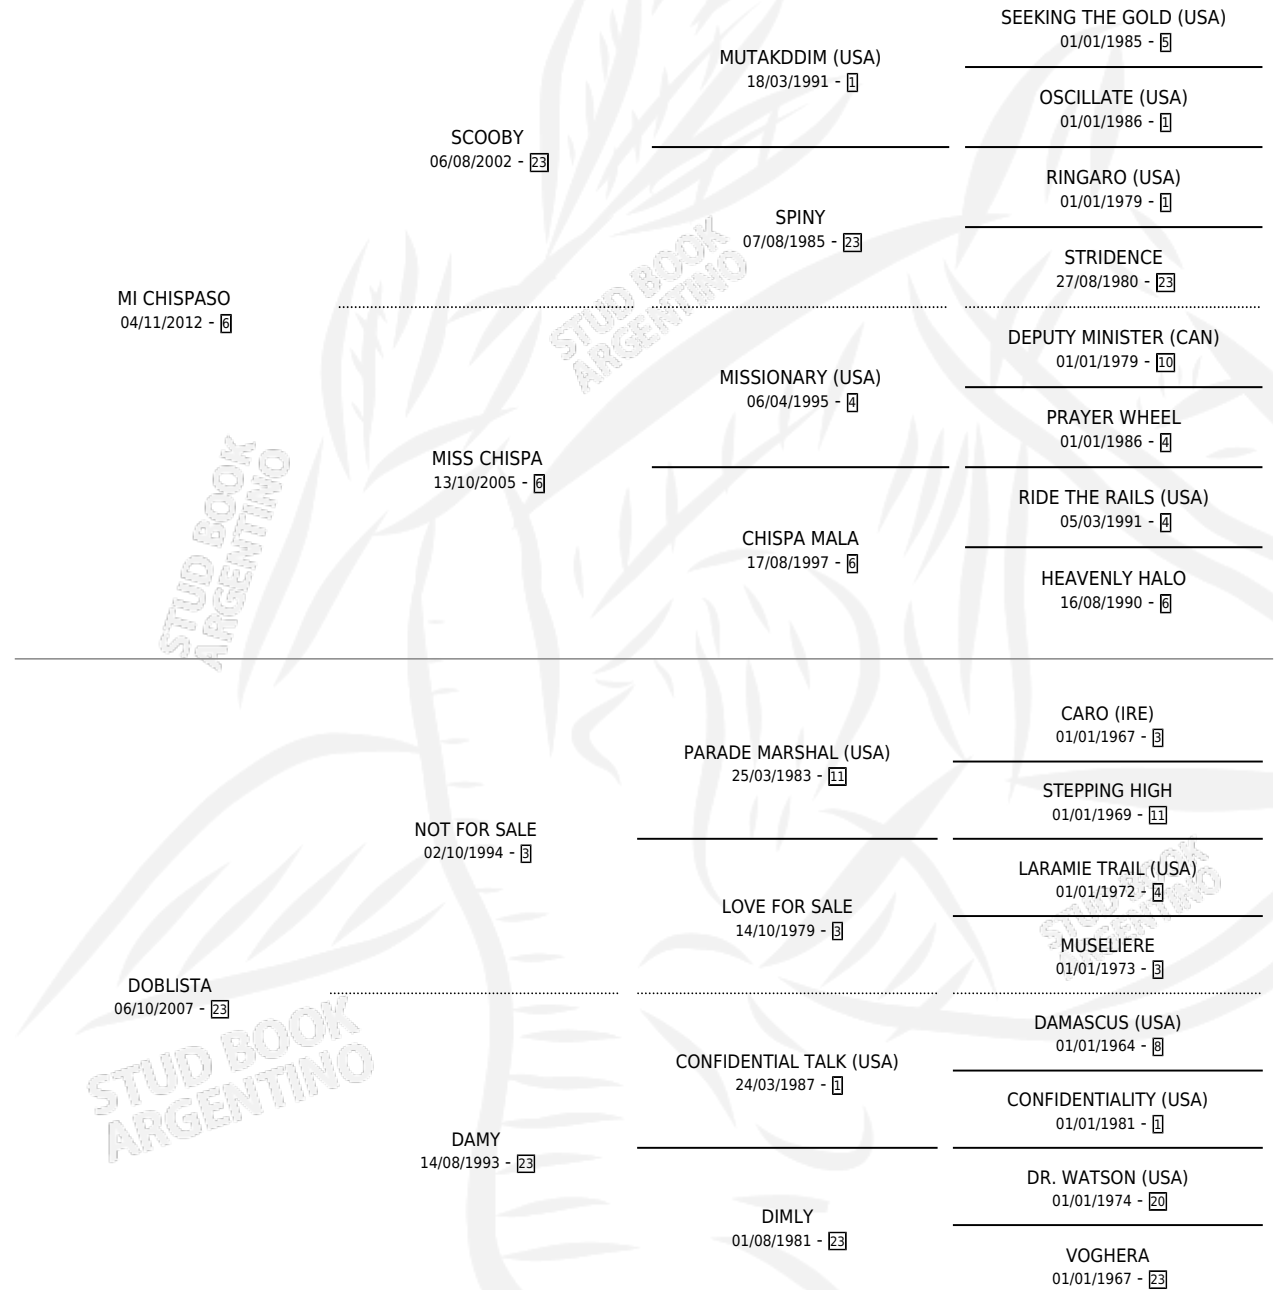 SEEKING THE GOLD (USA)
01/01/1985 - 5
MUTAKDDIM (USA)
18/03/1991 - 1
OSCILLATE (USA)
01/01/1986 - 1
SCOOBY
06/08/2002 - 23
RINGARO (USA)
01/01/1979 - 1
SPINY
07/08/1985 - 23
STRIDENCE
27/08/1980 - 23
MI CHISPASO
04/11/2012 - 6
STUD BOOK
ARGENTINO
DEPUTY MINISTER (CAN)
01/01/1979 - 10
MISSIONARY (USA)
06/04/1995 - 4
PRAYER WHEEL
01/01/1986 - 4
MISS CHISPA
13/10/2005 - 6
RIDE THE RAILS (USA)
05/03/1991 - 4
CHISPA MALA
17/08/1997 - 6
HEAVENLY HALO
16/08/1990 - 6
STUD BOOK
ARGENTINO
CARO (IRE)
01/01/1967 - 3
PARADE MARSHAL (USA)
25/03/1983 - 11
STEPPING HIGH
01/01/1969 - 11
NOT FOR SALE
02/10/1994 - 3
LARAMIE TRAIL (USA)
01/01/1972 - 4
LOVE FOR SALE
14/10/1979 - 3
STUD BOOK
ARGENTINO
MUSELIERE
01/01/1973 - 3
DOBLISTA
06/10/2007 - 23
STUD BOOK
ARGENTINO
DAMASCUS (USA)
01/01/1964 - 8
CONFIDENTIAL TALK (USA)
24/03/1987 - 1
CONFIDENTIALITY (USA)
01/01/1981 - 1
DAMY
14/08/1993 - 23
DR. WATSON (USA)
01/01/1974 - 20
DIMLY
01/08/1981 - 23
VOGHERA
01/01/1967 - 23